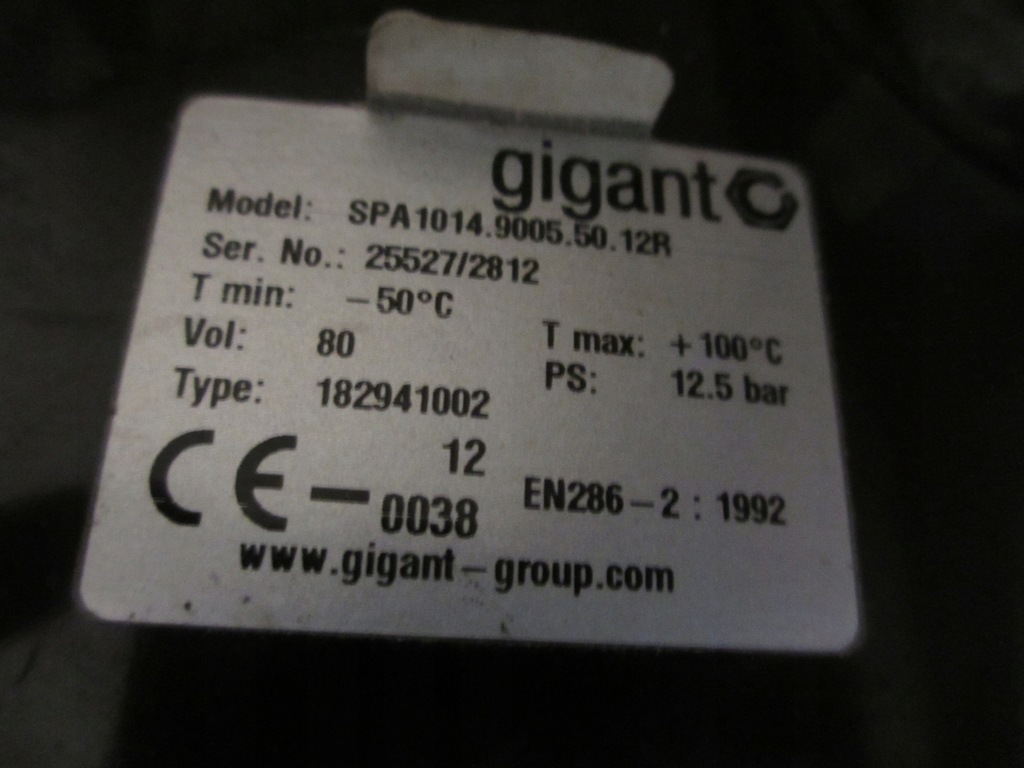 gigant
Model: SPA1014.9005.50.12R
Ser. No.: 25527/2812
T min: -50°C
T max: +100°C
Vol: 80
PS: 12.5 bar
Type: 182941002
12
CE-0038
EN286-2 : 1992
www.gigant-group.com